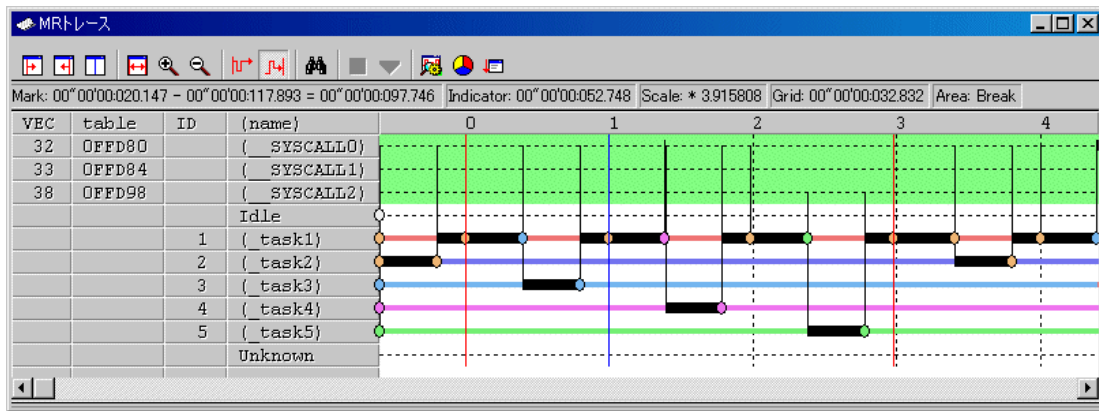 MRトレース
Mark: 00"00'00:020.147 - 00"00'00:117.893 = 00"00'00:097.746 Indicator: 00"00'00:052.748 Scale: * 3.915808 Grid: 00"00'00:032.832 Area: Break
VEC table ID (name) 0 1 2 3 4
32 0FFD80 (__SYSCALL0)
33 0FFD84 (__SYSCALL1)
38 0FFD98 (__SYSCALL2)
Idle
1 (_task1)
2 (_task2)
3 (_task3)
4 (_task4)
5 (_task5)
Unknown